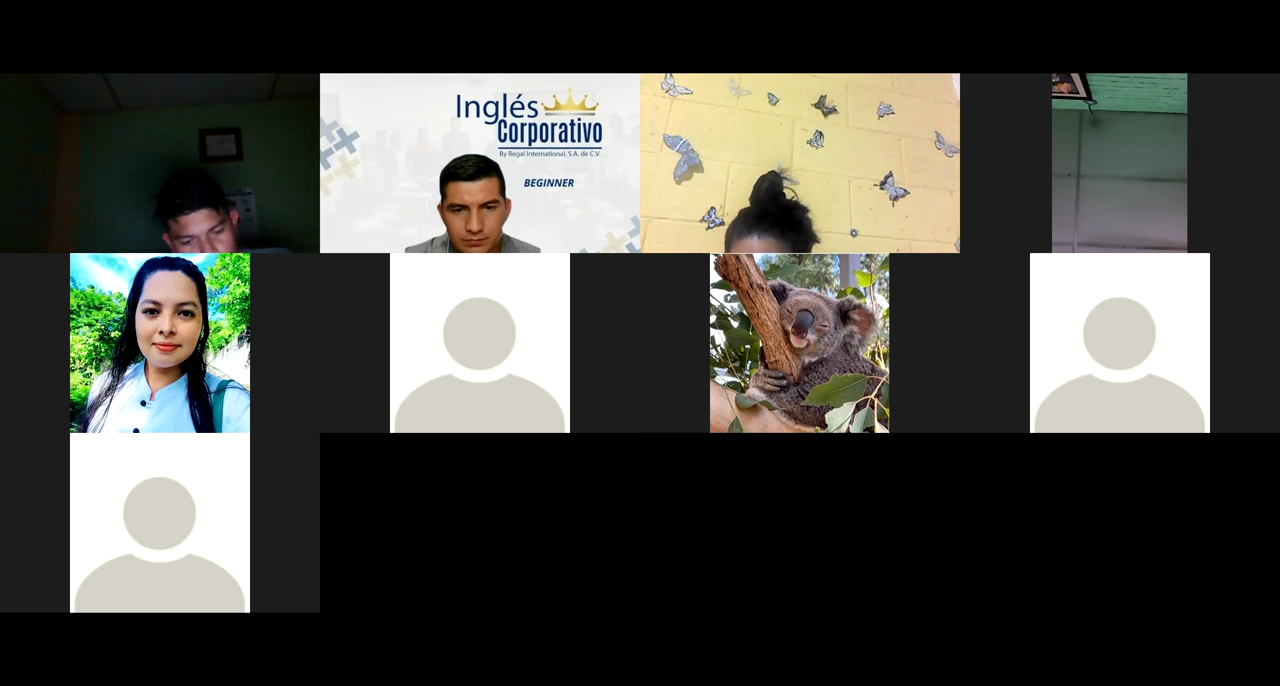 Inglés
Corporativo
By Regal International, S.A. de C.V.
BEGINNER